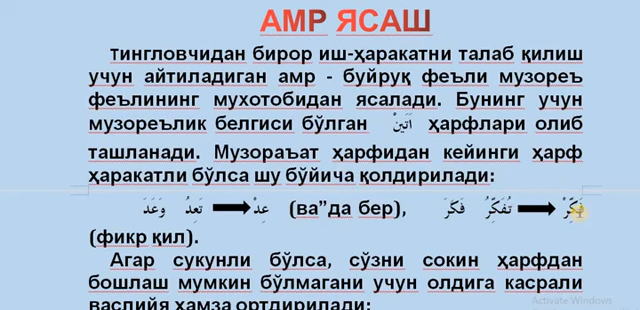 АМР ЯСАШ
Тингловчидан бирор иш-ҳаракатни талаб қилиш
учун айтиладиган амр - буйруқ феъли музореъ
феълининг мухотобидан ясалади. Бунинг учун
музореълик белгиси бўлган اَتَيْنَ ҳарфлари олиб
ташланади. Музораъат ҳарфидан кейинги ҳарф
ҳаракатли бўлса шу бўйича қолдирилади:
وَعَدَ تَعِدُ → عِدْ (ва”да бер), فَكَّرَ تُفَكِّرُ → فَكِّرْ
(фикр қил).
Агар сукунли бўлса, сўзни сокин ҳарфдан
бошлаш мумкин бўлмагани учун олдига касрали
васлийя ҳамза орттирилади:
Activate Windows